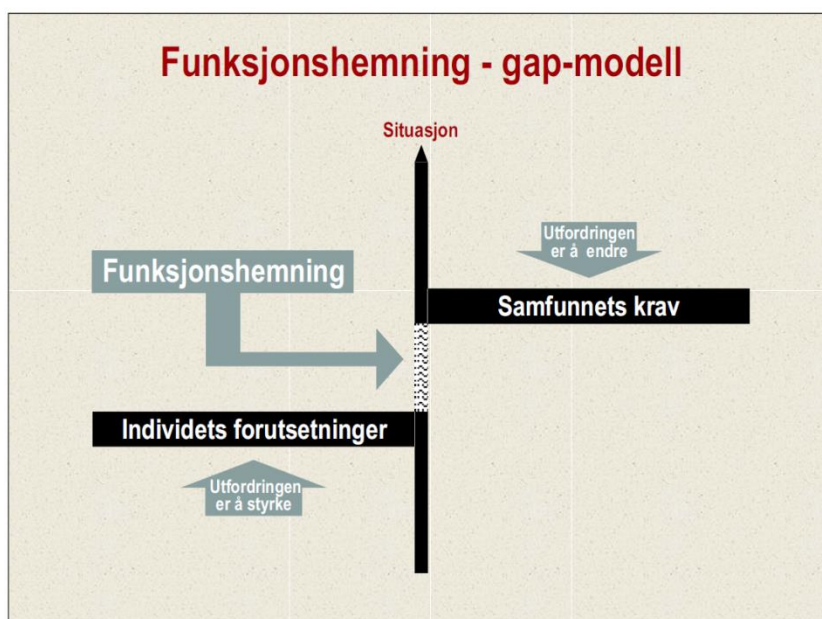 Funksjonshemning - gap-modell
Situasjon
Utfordringen
er å endre
Funksjonshemning
Samfunnets krav
Individets forutsetninger
Utfordringen
er å styrke